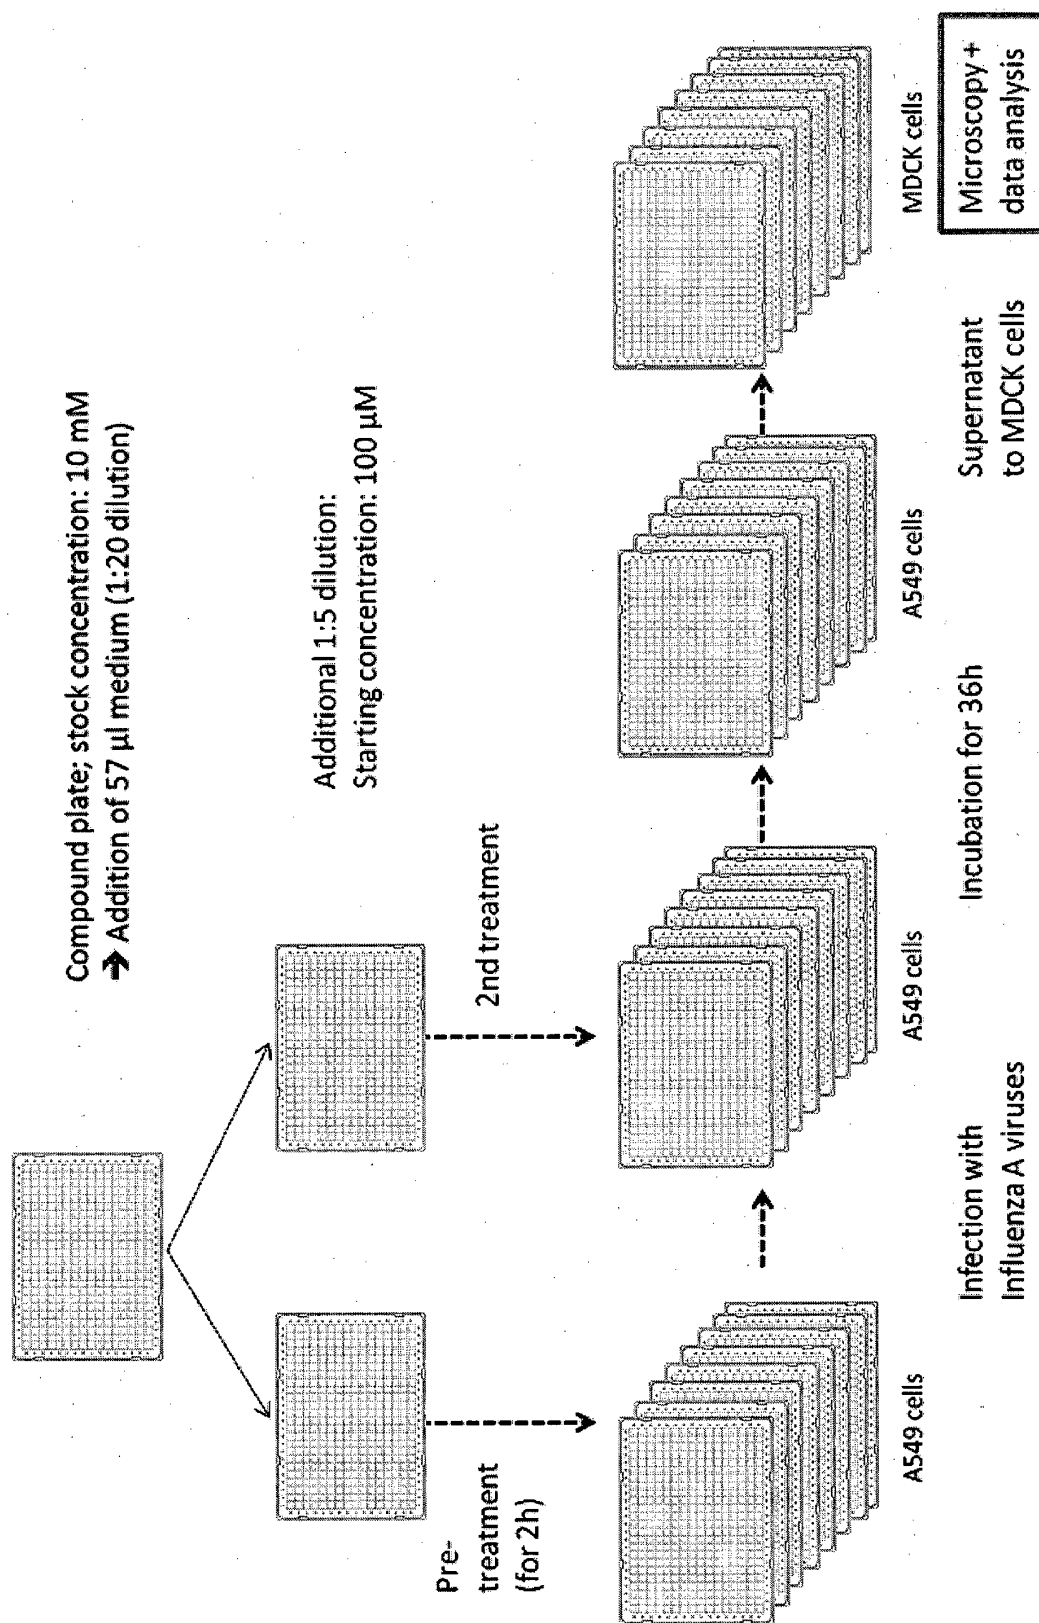 Compound plate; stock concentration: 10 mM
➔ Addition of 57 µl medium (1:20 dilution)
Additional 1:5 dilution:
Starting concentration: 100 µM
Pre-
treatment
(for 2h)
2nd treatment
A549 cells
A549 cells
A549 cells
MDCK cells
Infection with
Influenza A viruses
Incubation for 36h
Supernatant
to MDCK cells
Microscopy +
data analysis